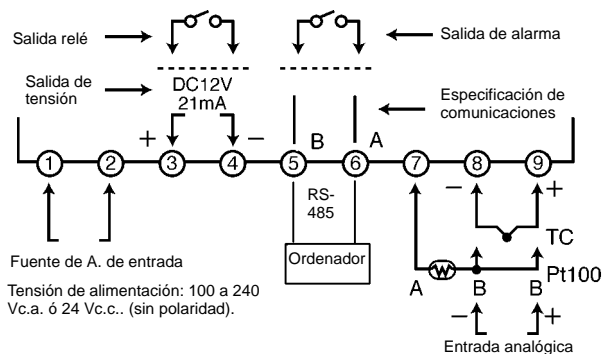 Salida relé
Salida de alarma
Salida de
tensión
DC12V
21mA
Especificación de
comunicaciones
+
−
B
A
1
2
3
4
5
6
7
8
9
RS-
485
−
+
TC
Ordenador
Pt100
A
B
B
Fuente de A. de entrada
Tensión de alimentación: 100 a 240
Vc.a. ó 24 Vc.c.. (sin polaridad).
−
+
Entrada analógica